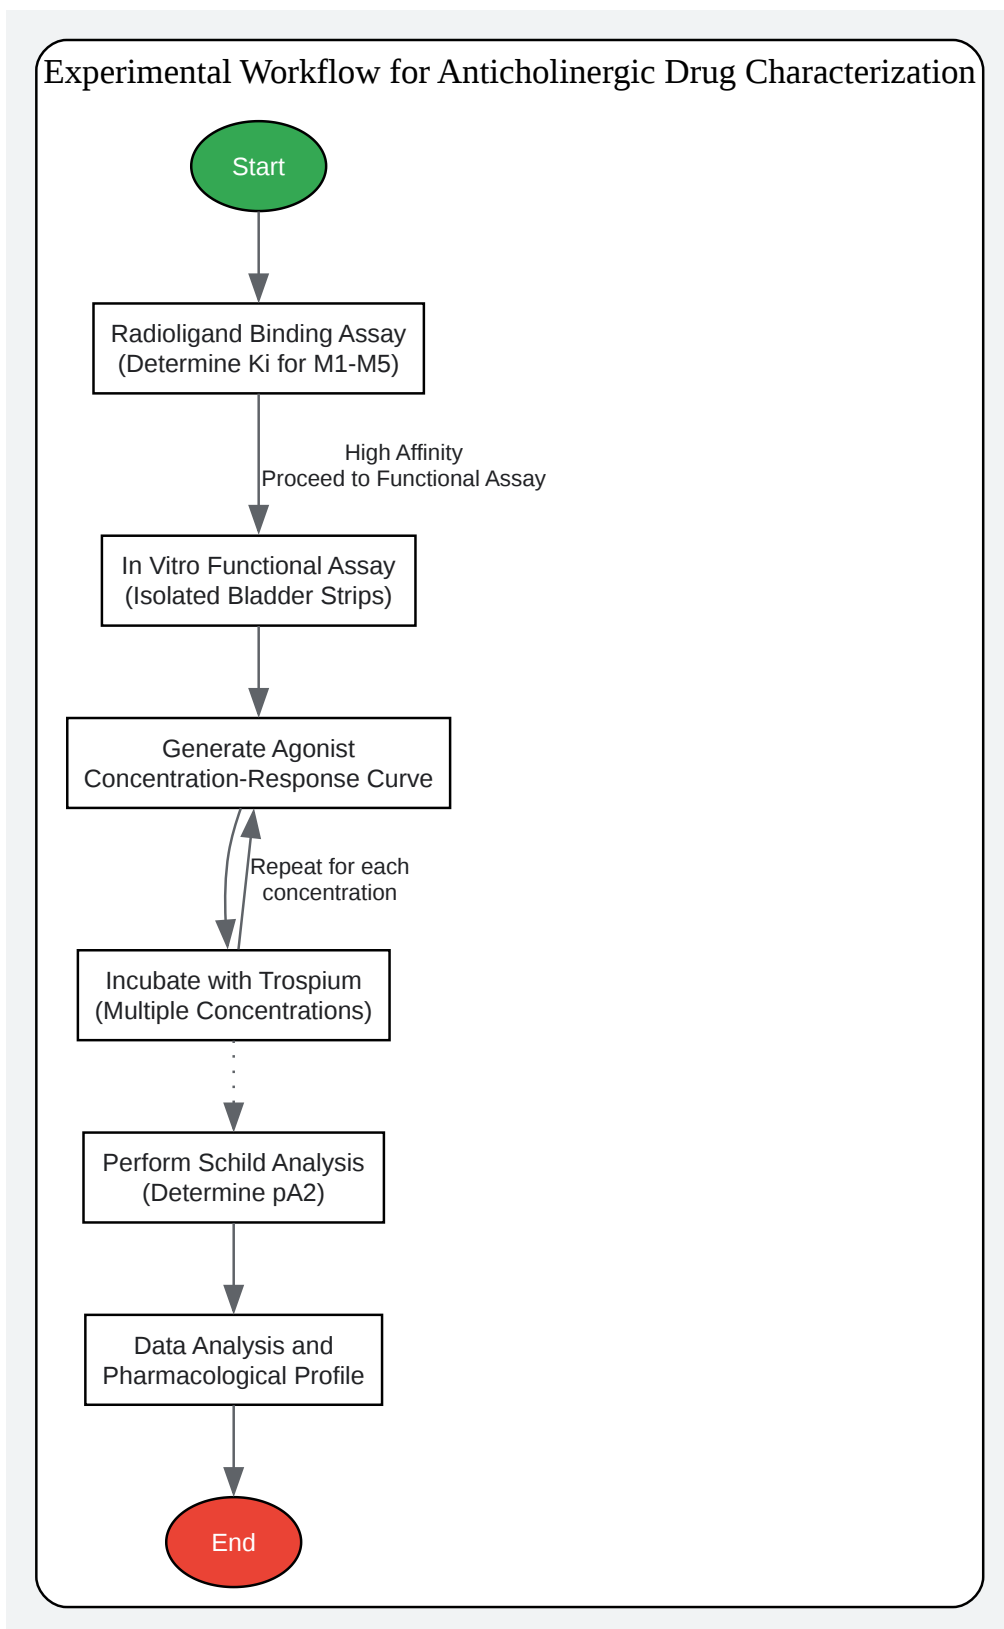 Experimental Workflow for Anticholinergic Drug Characterization
Start
Radioligand Binding Assay
(Determine Ki for M1-M5)
High Affinity
Proceed to Functional Assay
In Vitro Functional Assay
(Isolated Bladder Strips)
Generate Agonist
Concentration-Response Curve
Repeat for each
concentration
Incubate with Trospium
(Multiple Concentrations)
Perform Schild Analysis
(Determine pA2)
Data Analysis and
Pharmacological Profile
End